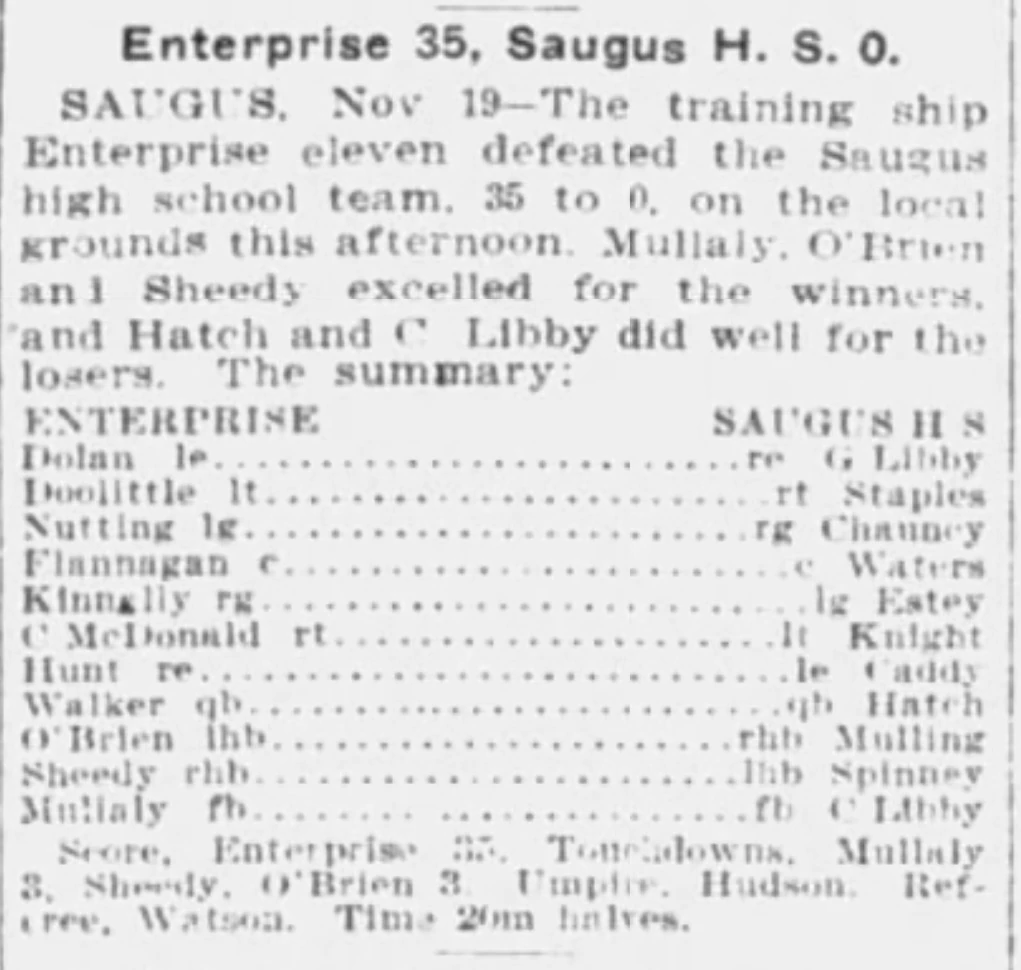 Enterprise 35, Saugus H. S. 0.
SAUGUS, Nov 19—The training ship
Enterprise eleven defeated the Saugus
high school team, 35 to 0, on the local
grounds this afternoon. Mullaly, O'Brien
and Sheedy excelled for the winners,
and Hatch and C Libby did well for the
losers. The summary:
ENTERPRISE SAUGUS H S
Dolan le..............................re G Libby
Doolittle lt..............................rt Staples
Nutting lg..............................rg Chauncy
Flannagan c..............................c Waters
Kinnally rg..............................lg Estey
C McDonald rt..............................lt Knight
Hunt re..............................le Caddy
Walker qb..............................qb Hatch
O'Brien lhb..............................rhb Mulling
Sheedy rhb..............................lhb Spinney
Mullaly fb..............................fb C Libby
Score, Enterprise 35. Touchdowns, Mullaly
3, Sheedy, O'Brien 3. Umpire, Hudson. Ref-
eree, Watson. Time 20m halves.